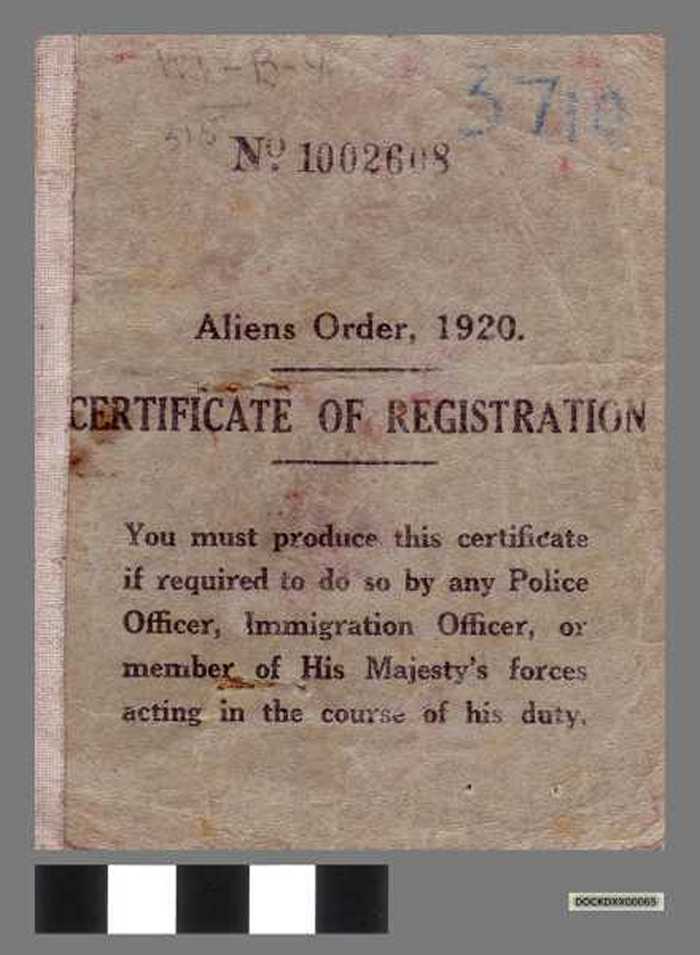 3710
Nº 1002608
Aliens Order, 1920.
CERTIFICATE OF REGISTRATION
You must produce this certificate
if required to do so by any Police
Officer, Immigration Officer, or
member of His Majesty's forces
acting in the course of his duty.
DOCKDXX00065